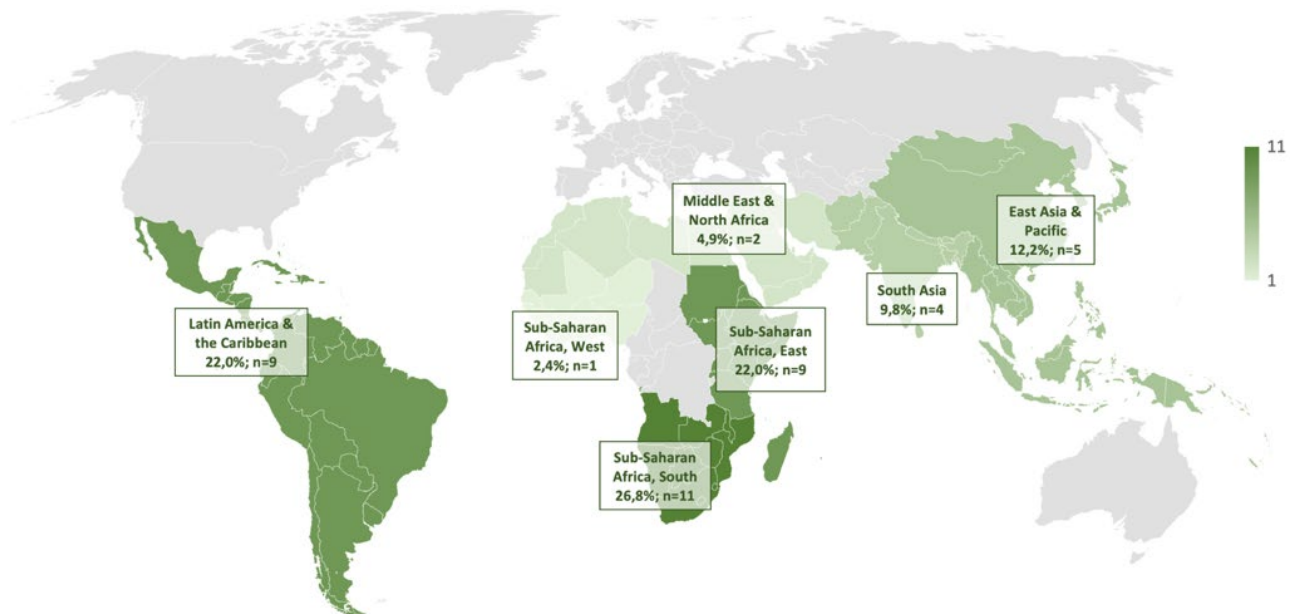 Middle East &
North Africa
4,9%; n=2
East Asia &
Pacific
12,2%; n=5
South Asia
9,8%; n=4
Latin America &
the Caribbean
22,0%; n=9
Sub-Saharan
Africa, West
2,4%; n=1
Sub-Saharan
Africa, East
22,0%; n=9
Sub-Saharan
Africa, South
26,8%; n=11
11
1